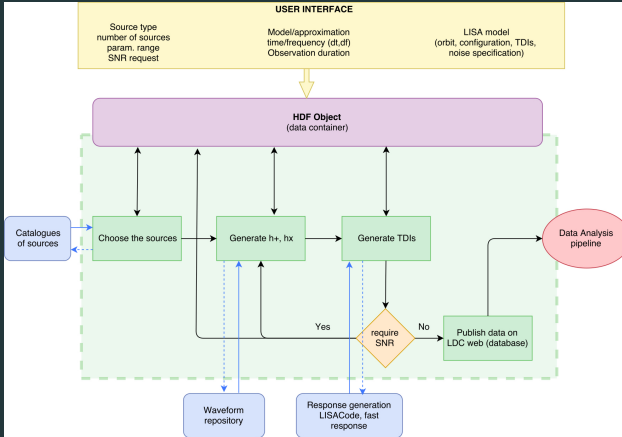 USER INTERFACE
Source type
number of sources
param. range
SNR request
Model/approximation
time/frequency (dt,df)
Observation duration
LISA model
(orbit, configuration, TDIs,
noise specification)
HDF Object
(data container)
Catalogues
of sources
Choose the sources
Generate h+, hx
Generate TDIs
Data Analysis
pipeline
Yes
require
SNR
No
Publish data on
LDC web (database)
Waveform
repository
Response generation
LISACode, fast
response